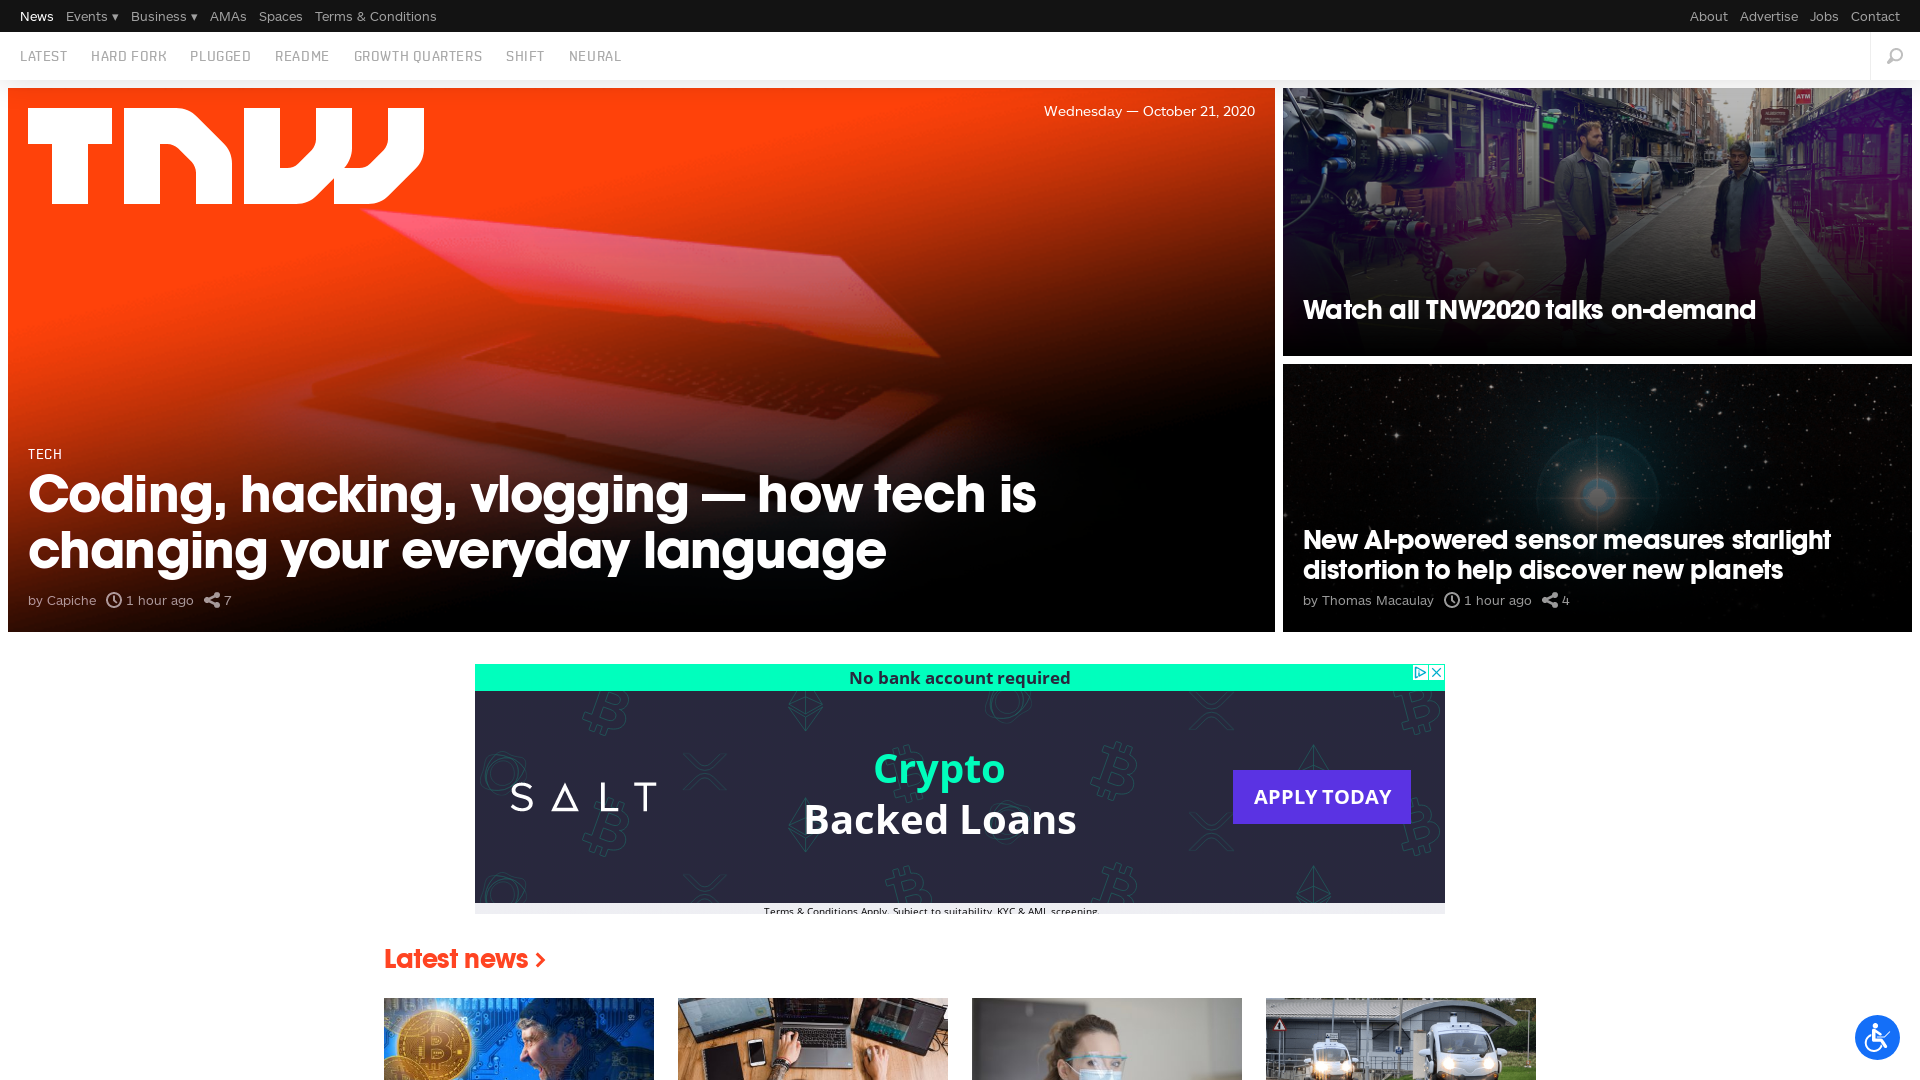 News Events ▾ Business ▾ AMAs Spaces Terms & Conditions About Advertise Jobs Contact
LATEST HARD FORK PLUGGED README GROWTH QUARTERS SHIFT NEURAL
TNW
Wednesday — October 21, 2020
TECH
Coding, hacking, vlogging — how tech is
changing your everyday language
by Capiche 1 hour ago 7
ATM
Watch all TNW2020 talks on-demand
New AI-powered sensor measures starlight
distortion to help discover new planets
by Thomas Macaulay 1 hour ago 4
No bank account required
SALT
Crypto
Backed Loans
APPLY TODAY
Terms & Conditions Apply. Subject to suitability, KYC & AML screening.
Latest news